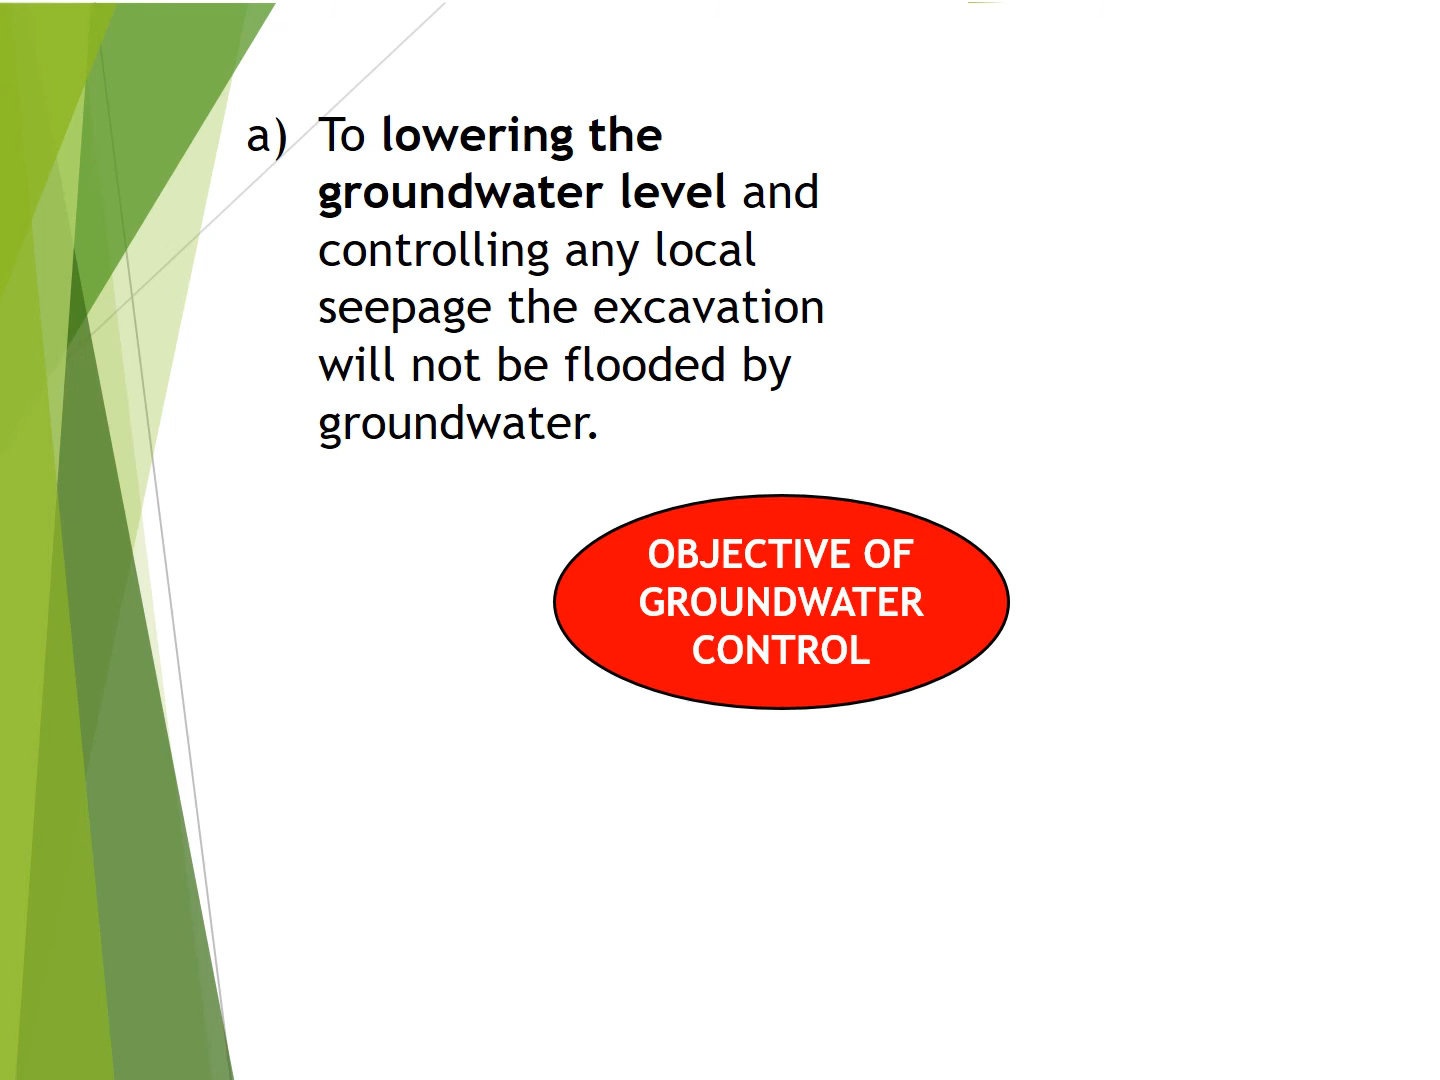 a) To lowering the
groundwater level and
controlling any local
seepage the excavation
will not be flooded by
groundwater.
OBJECTIVE OF
GROUNDWATER
CONTROL